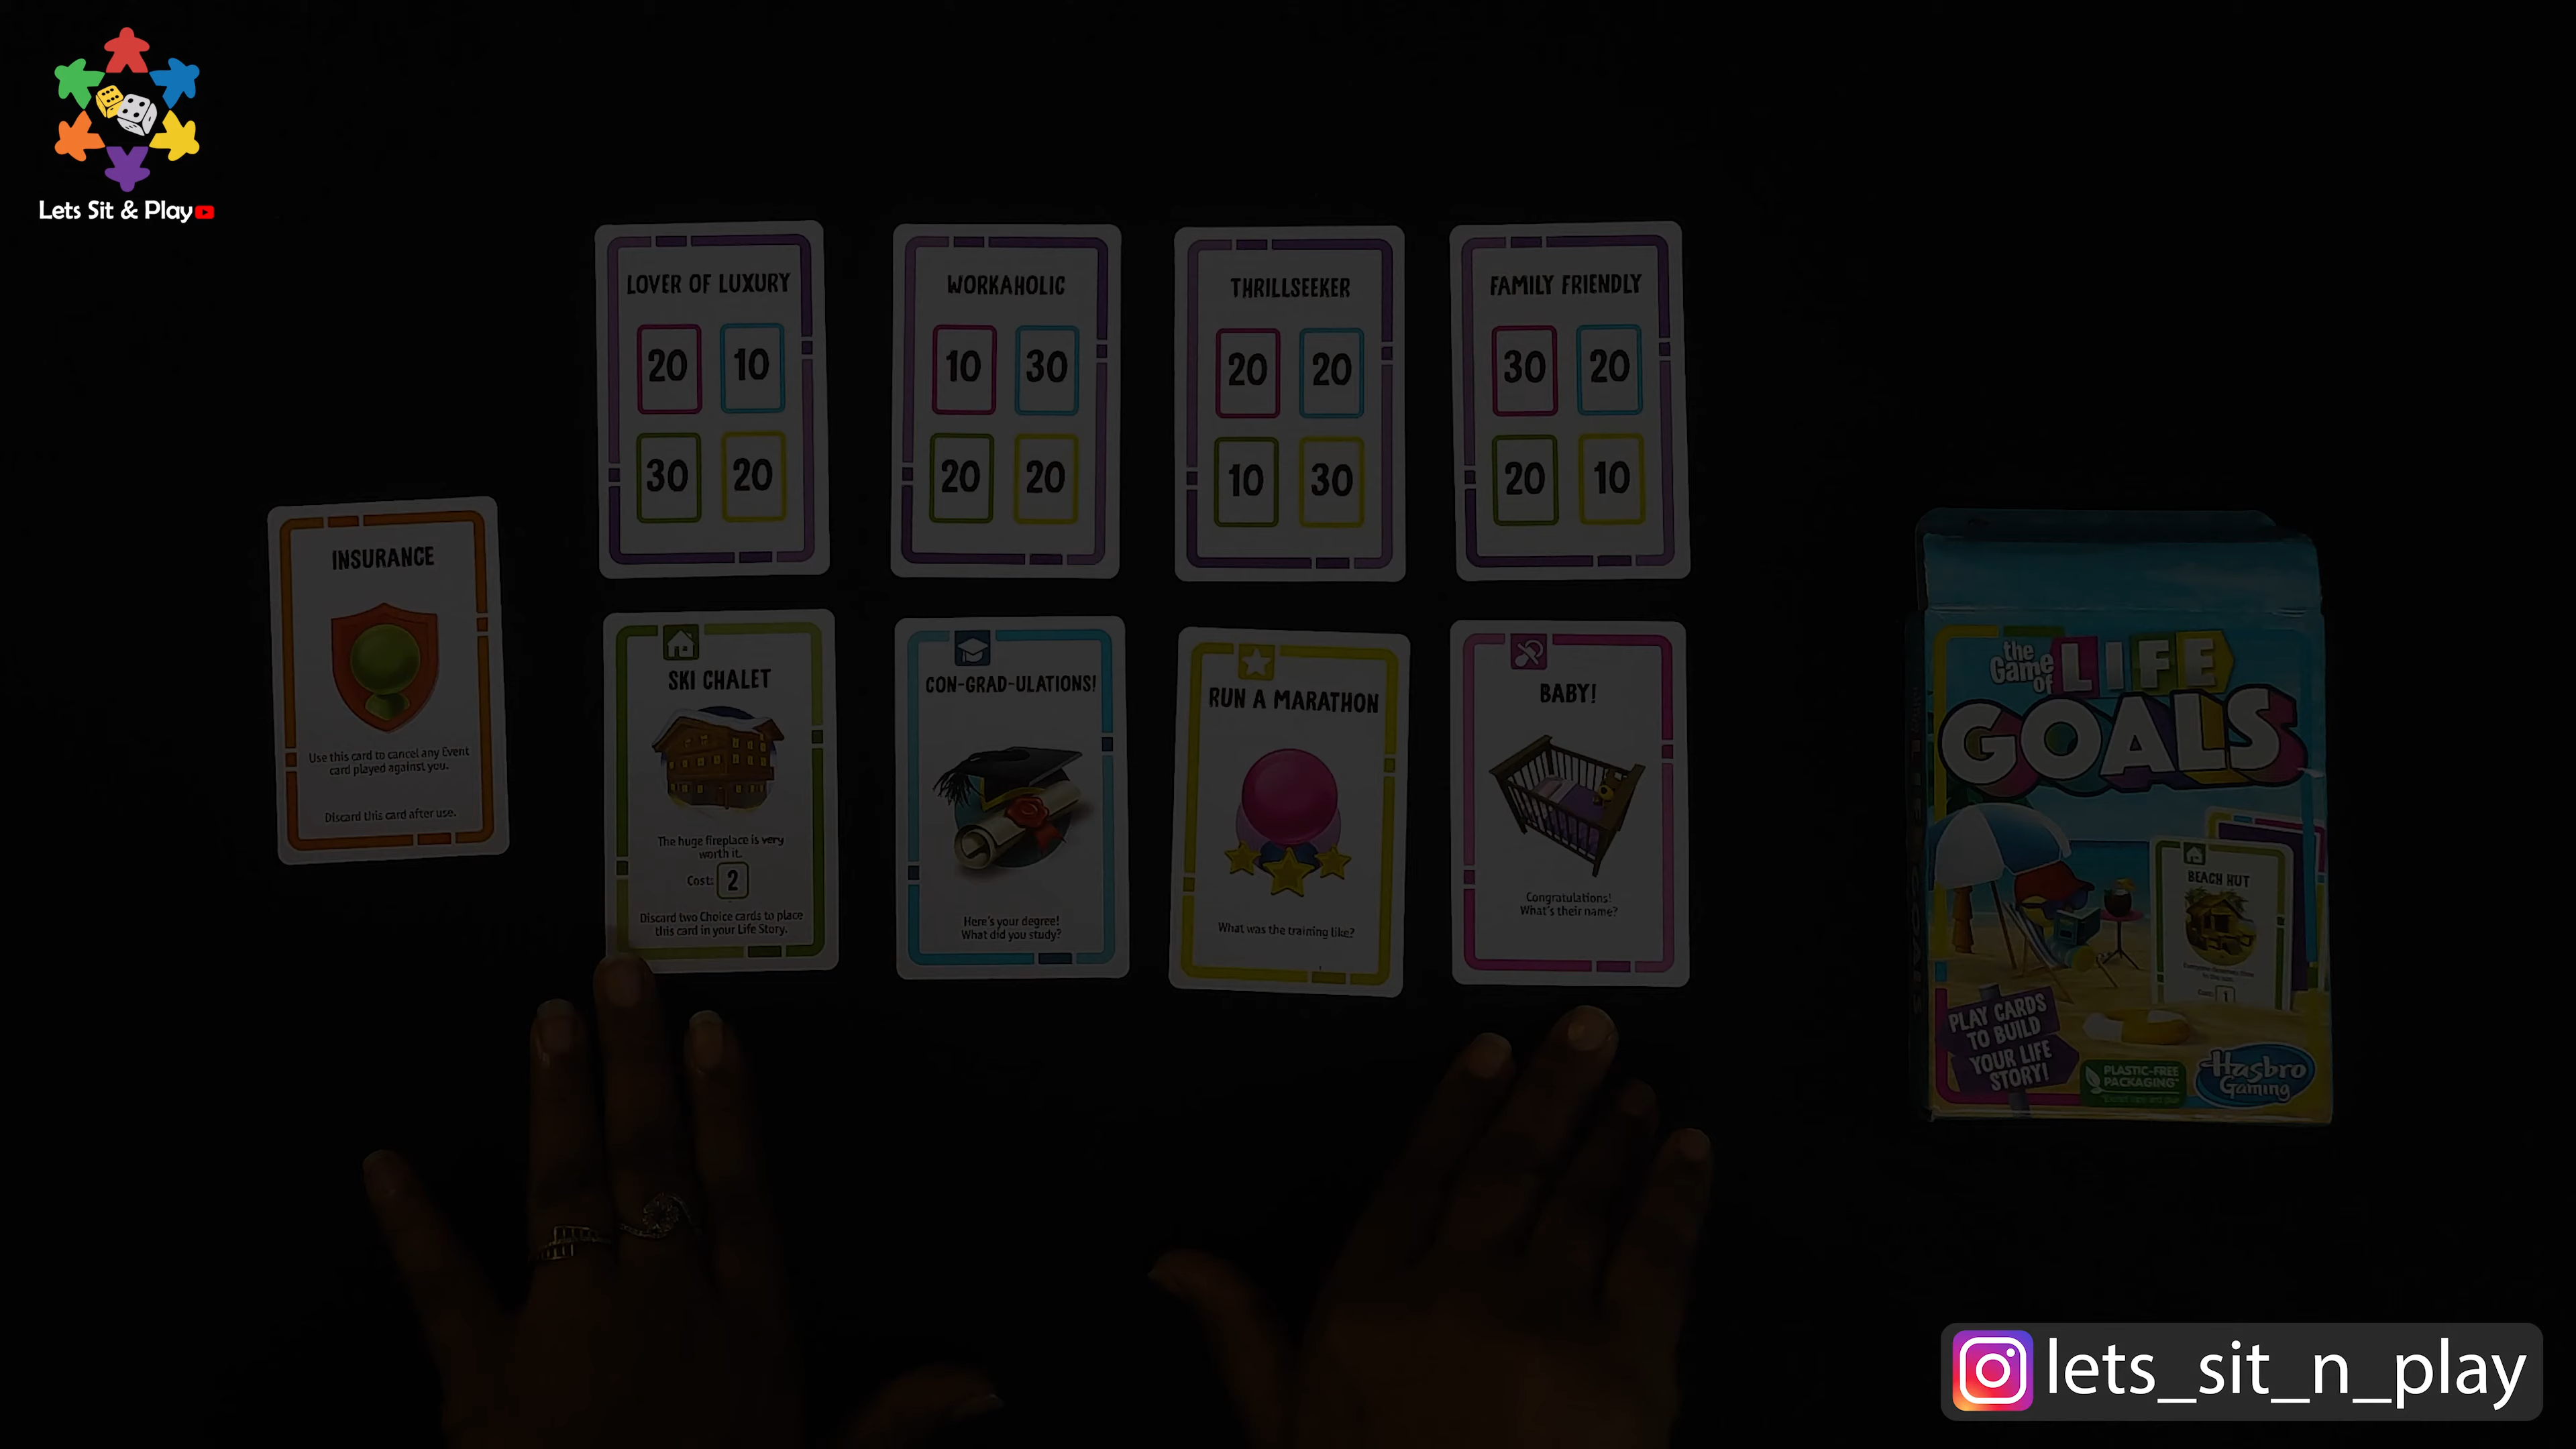 Lets Sit & Play
LOVER OF LUXURY
20 10
30 20
WORKAHOLIC
10 30
20 20
THRILLSEEKER
20 20
10 30
FAMILY FRIENDLY
30 20
20 10
INSURANCE
Use this card to cancel any Event
card played against you.
Discard this card after use.
SKI CHALET
The huge fireplace is very
worth it.
Cost: 2
Discard two Choice cards to place
this card in your Life Story.
CON-GRAD-ULATIONS!
Here's your degree!
What did you study?
RUN A MARATHON
What was the training like?
BABY!
Congratulations!
What's their name?
the
Game
of LIFE
GOALS
BEACH HUT
Cost: 1
PLAY CARDS
TO BUILD
YOUR LIFE
STORY!
PLASTIC-FREE
PACKAGING*
Hasbro
Gaming
lets_sit_n_play